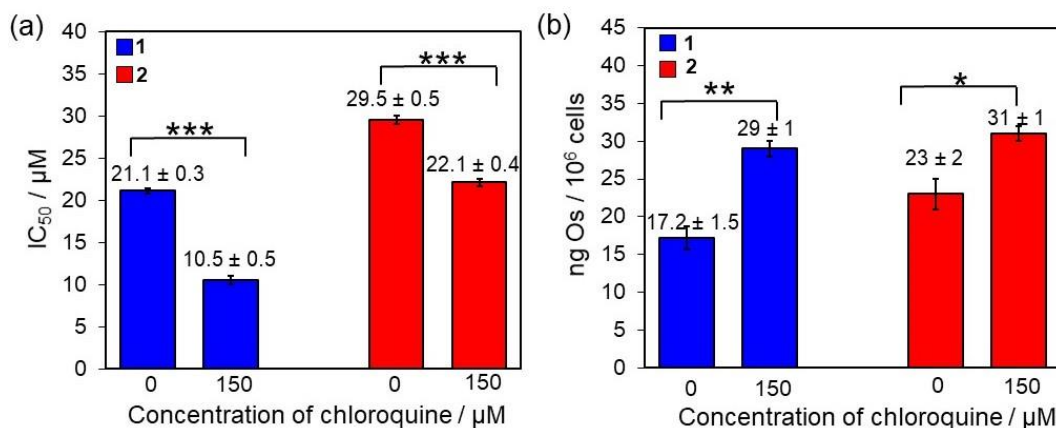 (a)
1
2
IC50 / µM
40
35
30
25
20
15
10
5
0
***
21.1 ± 0.3
10.5 ± 0.5
***
29.5 ± 0.5
22.1 ± 0.4
0 150 0 150
Concentration of chloroquine / µM
(b)
1
2
ng Os / 10⁶ cells
45
40
35
30
25
20
15
10
5
0
**
17.2 ± 1.5
29 ± 1
*
23 ± 2
31 ± 1
0 150 0 150
Concentration of chloroquine / µM